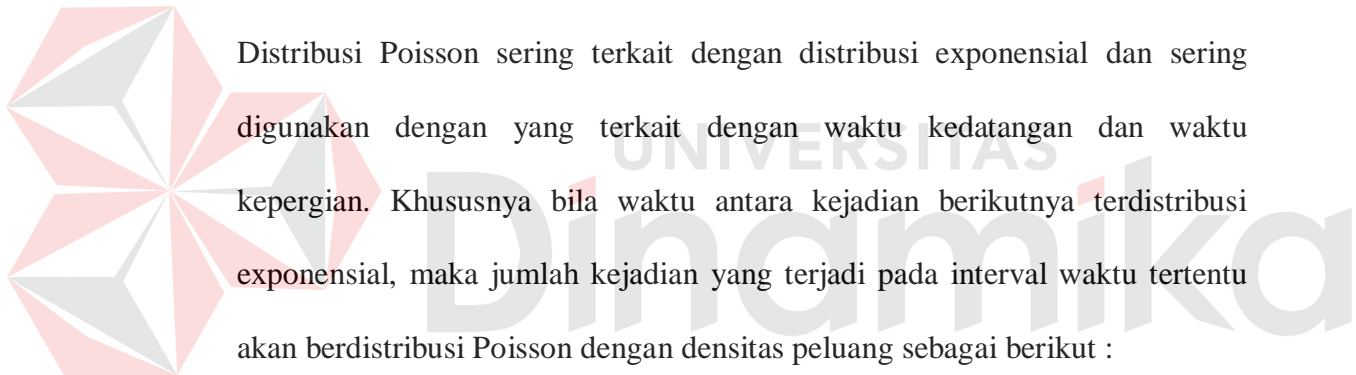 Distribusi Poisson sering terkait dengan distribusi exponensial dan sering
digunakan dengan yang terkait dengan waktu kedatangan dan waktu
UNIVERSITAS
kepergian. Khususnya bila waktu antara kejadian berikutnya terdistribusi
Dinamika
exponensial, maka jumlah kejadian yang terjadi pada interval waktu tertentu
akan berdistribusi Poisson dengan densitas peluang sebagai berikut :